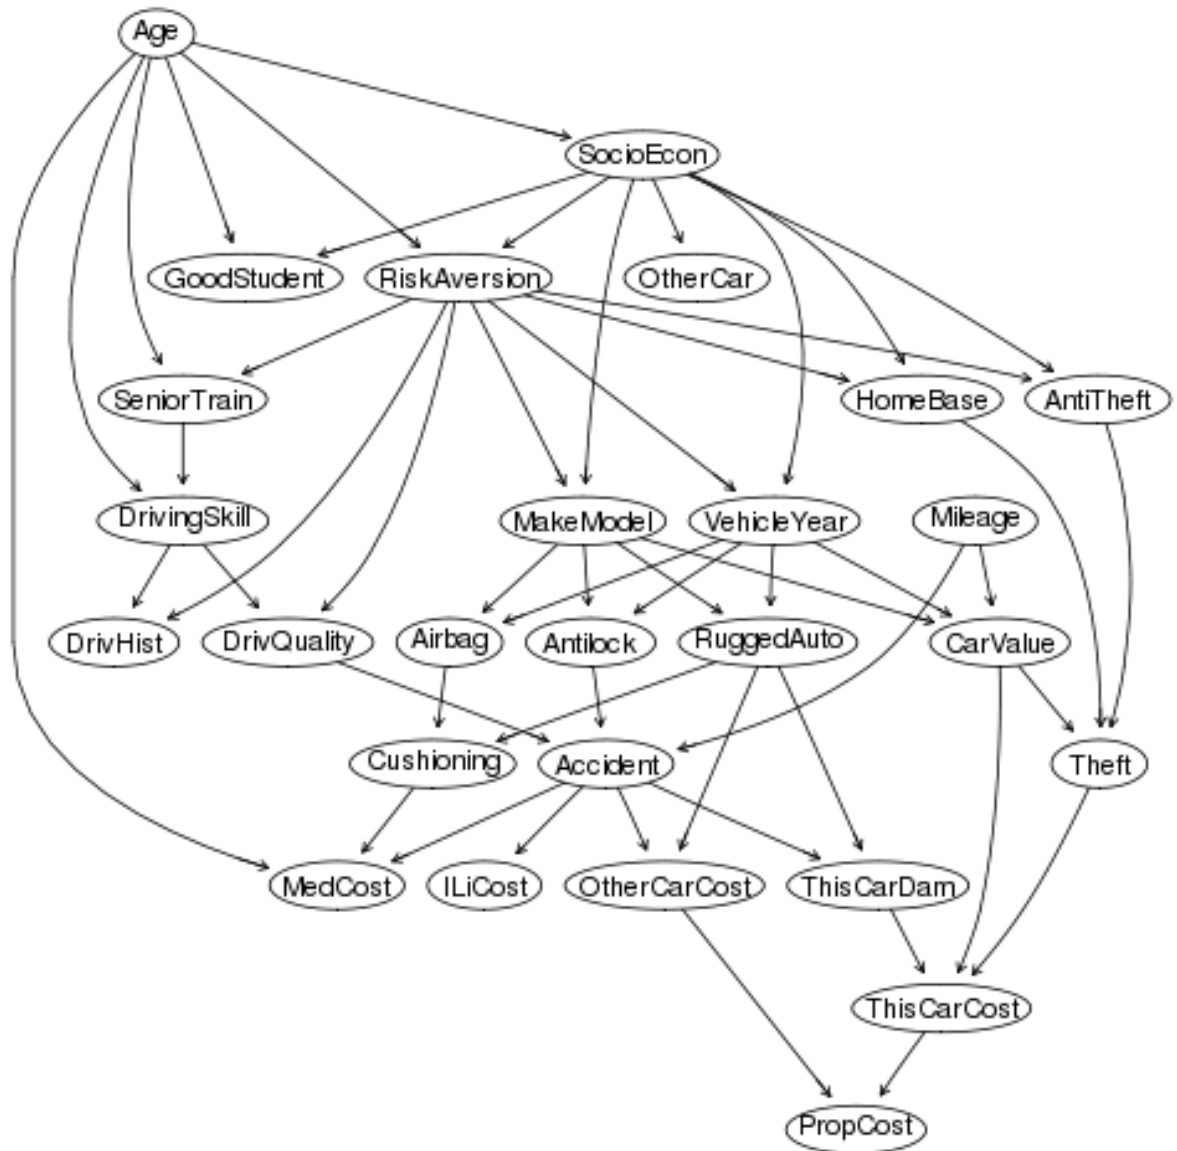 Age
SocioEcon
GoodStudent
RiskAversion
OtherCar
SeniorTrain
HomeBase
AntiTheft
DrivingSkill
MakeModel
VehicleYear
Mileage
DrivHist
DrivQuality
Airbag
Antilock
RuggedAuto
CarValue
Cushioning
Accident
Theft
MedCost
ILiCost
OtherCarCost
ThisCarDam
ThisCarCost
PropCost